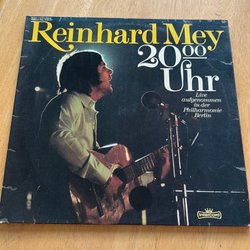 Reinhard Mey
20⁰⁰
Uhr
Live
aufgenommen
in der
Philharmonie
Berlin